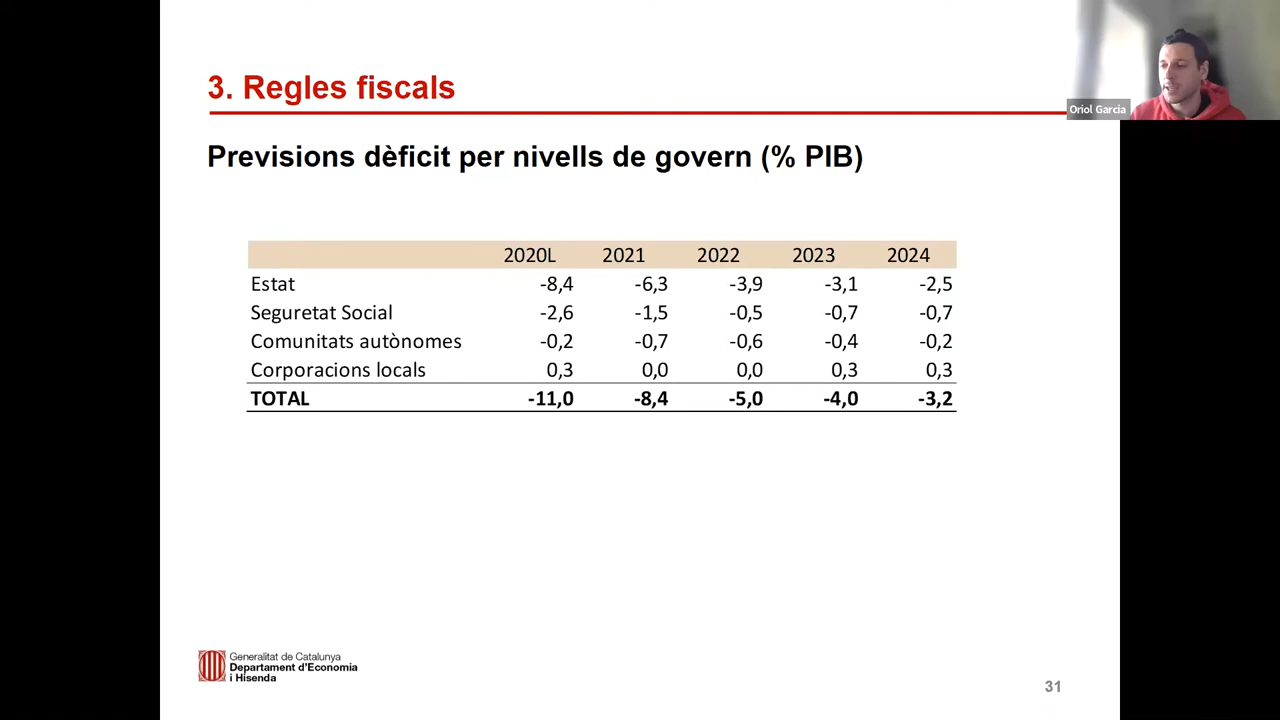 3. Regles fiscals
Oriol Garcia
Previsions dèficit per nivells de govern (% PIB)
2020L 2021 2022 2023 2024
Estat -8,4 -6,3 -3,9 -3,1 -2,5
Seguretat Social -2,6 -1,5 -0,5 -0,7 -0,7
Comunitats autònomes -0,2 -0,7 -0,6 -0,4 -0,2
Corporacions locals 0,3 0,0 0,0 0,3 0,3
TOTAL -11,0 -8,4 -5,0 -4,0 -3,2
Generalitat de Catalunya
Departament d'Economia
i Hisenda
31